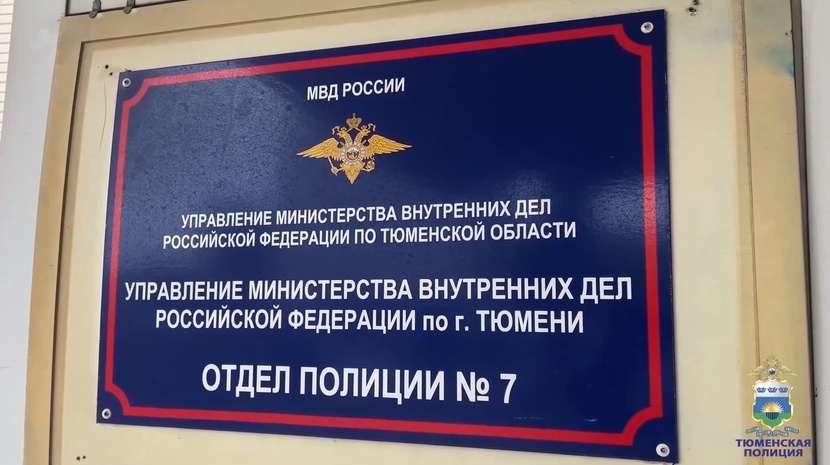 МВД РОССИИ
УПРАВЛЕНИЕ МИНИСТЕРСТВА ВНУТРЕННИХ ДЕЛ
РОССИЙСКОЙ ФЕДЕРАЦИИ ПО ТЮМЕНСКОЙ ОБЛАСТИ
УПРАВЛЕНИЕ МИНИСТЕРСТВА ВНУТРЕННИХ ДЕЛ
РОССИЙСКОЙ ФЕДЕРАЦИИ по г. ТЮМЕНИ
ОТДЕЛ ПОЛИЦИИ № 7
ТЮМЕНСКАЯ
ПОЛИЦИЯ